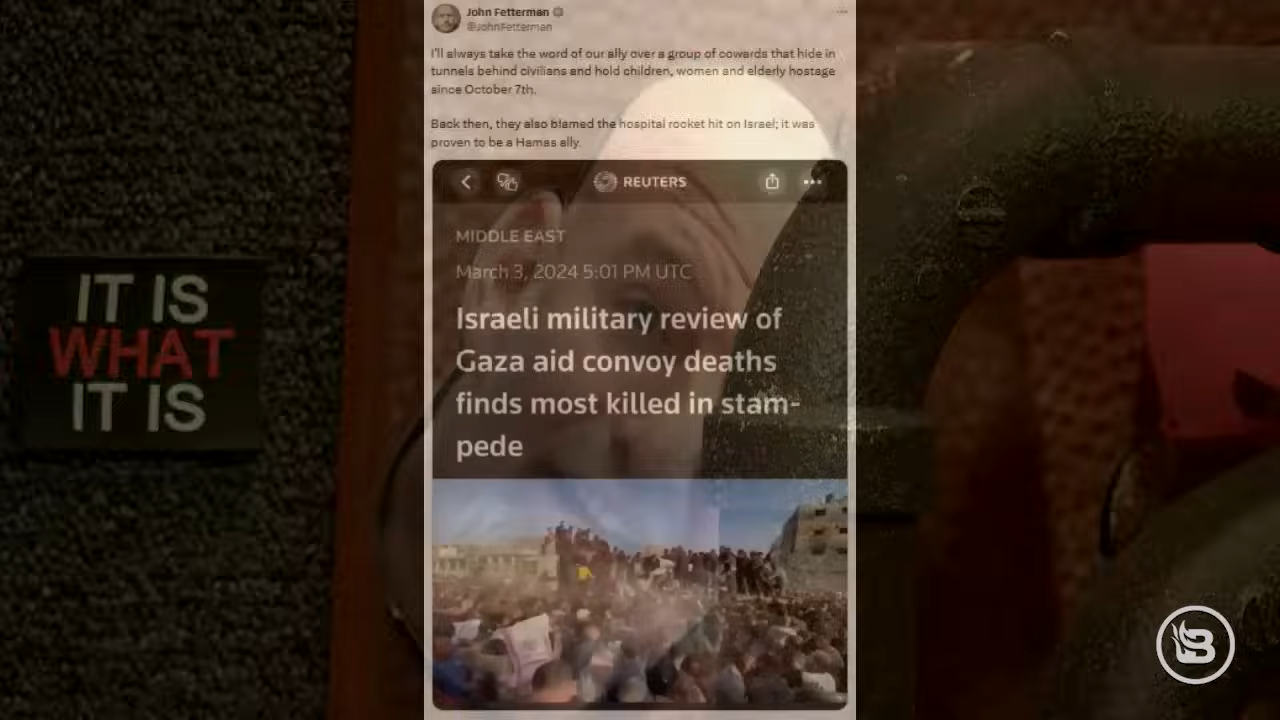 John Fetterman
@JohnFetterman
I'll always take the word of our ally over a group of cowards that hide in
tunnels behind civilians and hold children, women and elderly hostage
since October 7th.
Back then, they also blamed the hospital rocket hit on Israel; it was
proven to be a Hamas ally.
REUTERS
MIDDLE EAST
March 3, 2024 5:01 PM UTC
Israeli military review of
Gaza aid convoy deaths
finds most killed in stam-
pede
IT IS
WHAT
IT IS
B